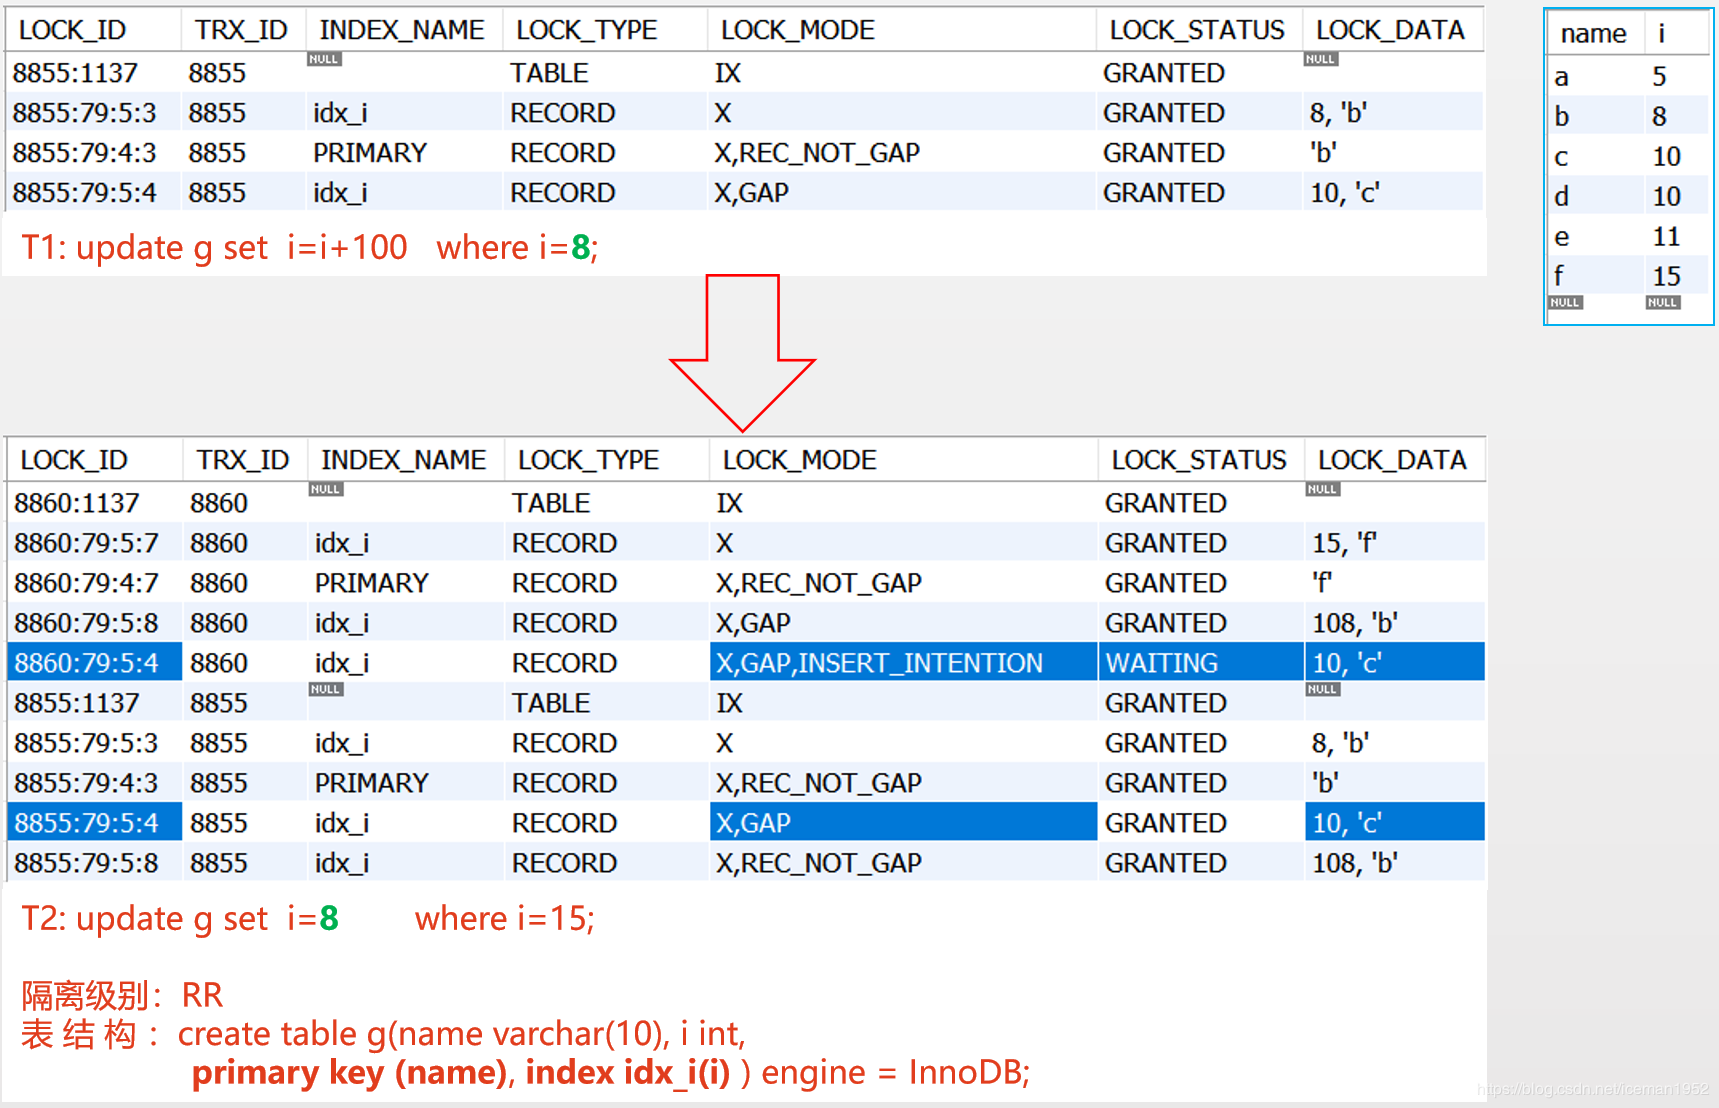 LOCK_ID TRX_ID INDEX_NAME LOCK_TYPE LOCK_MODE LOCK_STATUS LOCK_DATA
8855:1137 8855 NULL TABLE IX GRANTED NULL
8855:79:5:3 8855 idx_i RECORD X GRANTED 8, 'b'
8855:79:4:3 8855 PRIMARY RECORD X,REC_NOT_GAP GRANTED 'b'
8855:79:5:4 8855 idx_i RECORD X,GAP GRANTED 10, 'c'
T1: update g set i=i+100 where i=8;
name i
a 5
b 8
c 10
d 10
e 11
f 15
NULL NULL
LOCK_ID TRX_ID INDEX_NAME LOCK_TYPE LOCK_MODE LOCK_STATUS LOCK_DATA
8860:1137 8860 NULL TABLE IX GRANTED NULL
8860:79:5:7 8860 idx_i RECORD X GRANTED 15, 'f'
8860:79:4:7 8860 PRIMARY RECORD X,REC_NOT_GAP GRANTED 'f'
8860:79:5:8 8860 idx_i RECORD X,GAP GRANTED 108, 'b'
8860:79:5:4 8860 idx_i RECORD X,GAP,INSERT_INTENTION WAITING 10, 'c'
8855:1137 8855 NULL TABLE IX GRANTED NULL
8855:79:5:3 8855 idx_i RECORD X GRANTED 8, 'b'
8855:79:4:3 8855 PRIMARY RECORD X,REC_NOT_GAP GRANTED 'b'
8855:79:5:4 8855 idx_i RECORD X,GAP GRANTED 10, 'c'
8855:79:5:8 8855 idx_i RECORD X,REC_NOT_GAP GRANTED 108, 'b'
T2: update g set i=8 where i=15;
隔离级别：RR
表 结 构 ：create table g(name varchar(10), i int,
primary key (name), index idx_i(i) ) engine = InnoDB;
https://blog.csdn.net/iceman1952